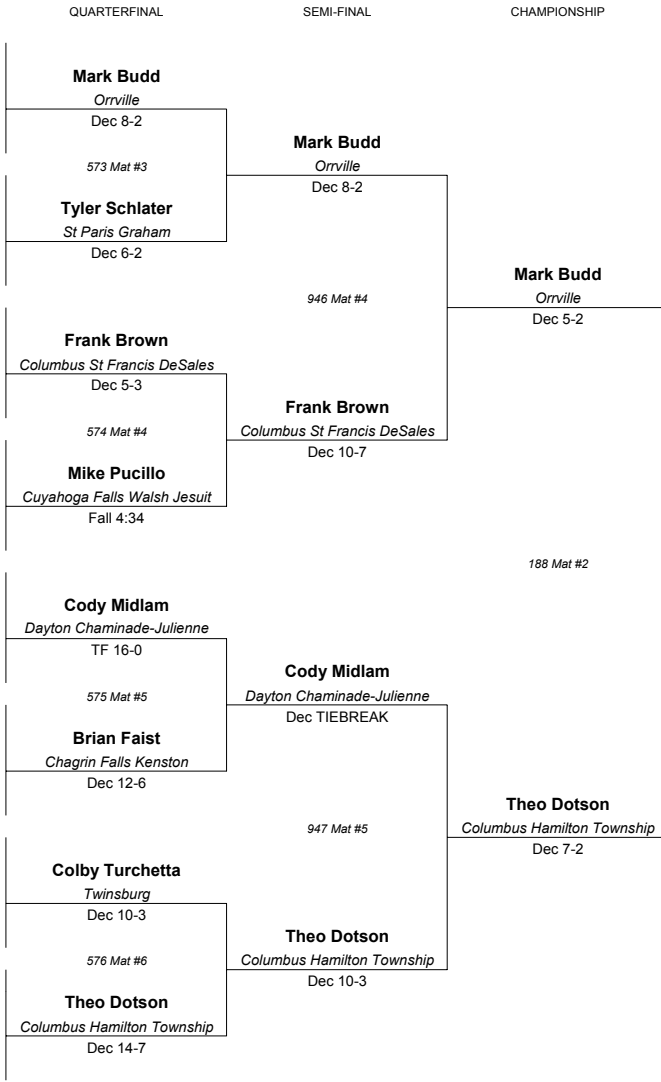 QUARTERFINAL
SEMI-FINAL
CHAMPIONSHIP
Mark Budd
Orrville
Dec 8-2
573 Mat #3
Tyler Schlater
St Paris Graham
Dec 6-2
Mark Budd
Orrville
Dec 8-2
946 Mat #4
Frank Brown
Columbus St Francis DeSales
Dec 5-3
574 Mat #4
Mike Pucillo
Cuyahoga Falls Walsh Jesuit
Fall 4:34
Frank Brown
Columbus St Francis DeSales
Dec 10-7
Mark Budd
Orrville
Dec 5-2
188 Mat #2
Cody Midlam
Dayton Chaminade-Julienne
TF 16-0
575 Mat #5
Brian Faist
Chagrin Falls Kenston
Dec 12-6
Cody Midlam
Dayton Chaminade-Julienne
Dec TIEBREAK
947 Mat #5
Colby Turchetta
Twinsburg
Dec 10-3
576 Mat #6
Theo Dotson
Columbus Hamilton Township
Dec 14-7
Theo Dotson
Columbus Hamilton Township
Dec 10-3
Theo Dotson
Columbus Hamilton Township
Dec 7-2